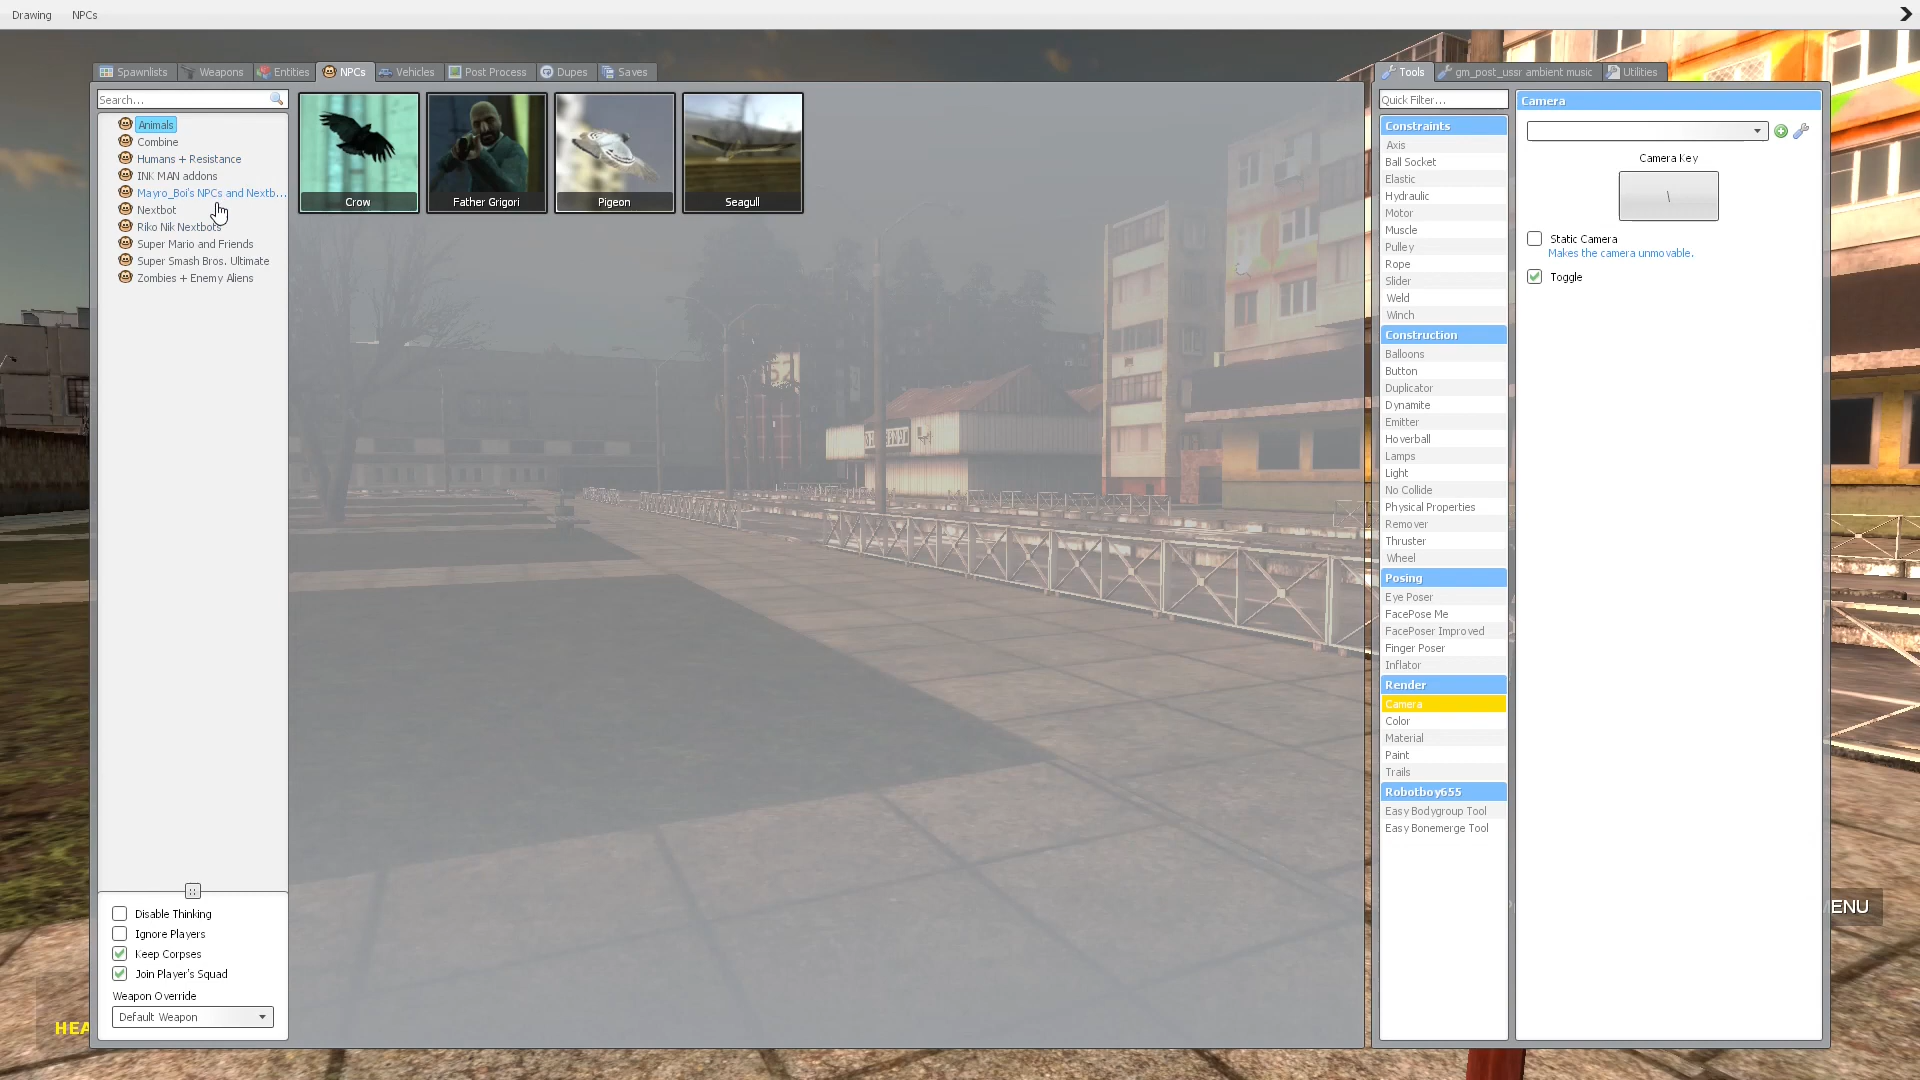 Drawing NPCs
Spawnlists Weapons Entities NPCs Vehicles Post Process Dupes Saves
Search...
Animals
Combine
Humans + Resistance
INK MAN addons
Mayro_Boi's NPCs and Nextb...
Nextbot
Riko Nik Nextbots
Super Mario and Friends
Super Smash Bros. Ultimate
Zombies + Enemy Aliens
Crow Father Grigori Pigeon Seagull
Disable Thinking
Ignore Players
Keep Corpses
Join Player's Squad
Weapon Override
Default Weapon
HEA
Tools gm_post_ussr ambient music Utilities
Quick Filter...
Constraints
Axis
Ball Socket
Elastic
Hydraulic
Motor
Muscle
Pulley
Rope
Slider
Weld
Winch
Construction
Balloons
Button
Duplicator
Dynamite
Emitter
Hoverball
Lamps
Light
No Collide
Physical Properties
Remover
Thruster
Wheel
Posing
Eye Poser
FacePose Me
FacePoser Improved
Finger Poser
Inflator
Render
Camera
Color
Material
Paint
Trails
Robotboy655
Easy Bodygroup Tool
Easy Bonemerge Tool
Camera
Camera Key
\
Static Camera
Makes the camera unmovable.
Toggle
ENU